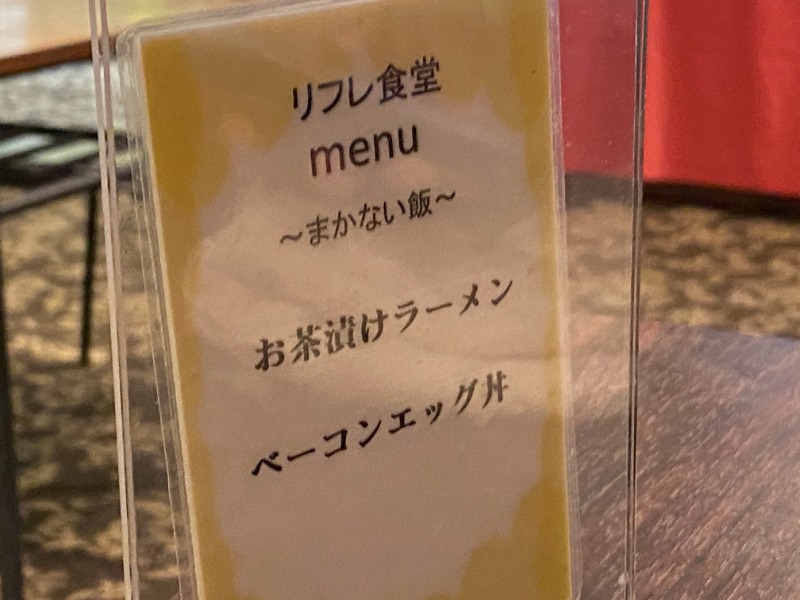 リフレ食堂
menu
～まかない飯～
お茶漬けラーメン
ベーコンエッグ丼